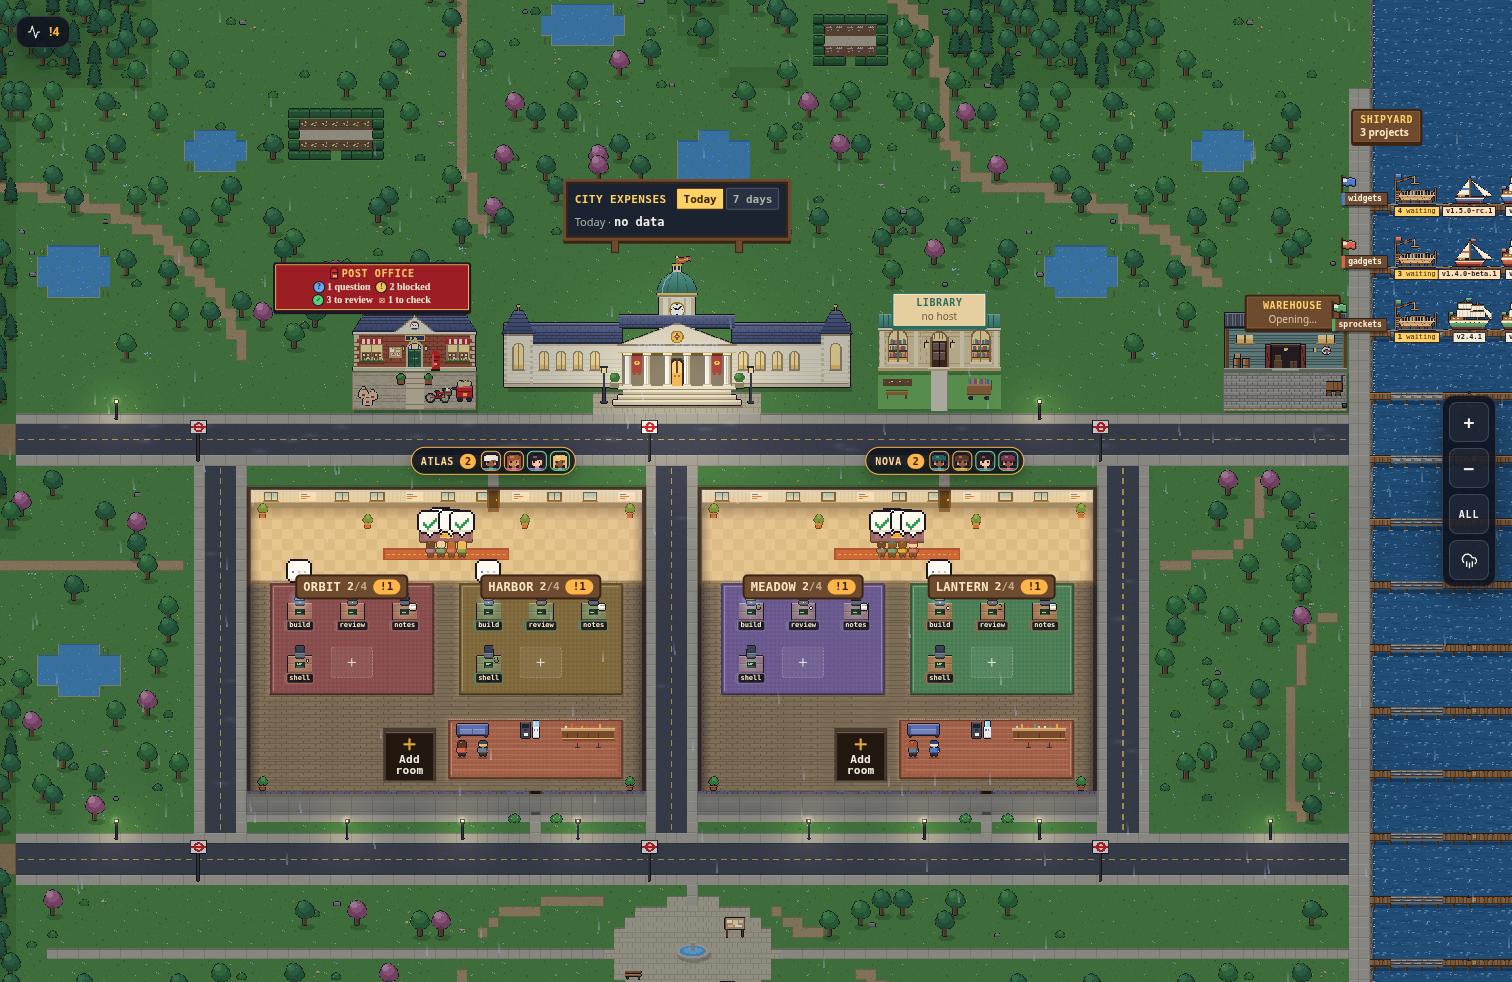 !4
SHIPYARD
3 projects
CITY EXPENSES Today 7 days
Today · no data
widgets
4 waiting v1.5.0-rc.1
gadgets
3 waiting v1.4.0-beta.1
sprockets
1 waiting v2.4.1
POST OFFICE
? 1 question ! 2 blocked
3 to review 1 to check
LIBRARY
no host
WAREHOUSE
Opening...
+
−
ALL
ATLAS 2
NOVA 2
ORBIT 2/4 !1
build review notes
shell +
HARBOR 2/4 !1
build review notes
shell +
MEADOW 2/4 !1
build review notes
shell +
LANTERN 2/4 !1
build review notes
shell +
+
Add
room
+
Add
room